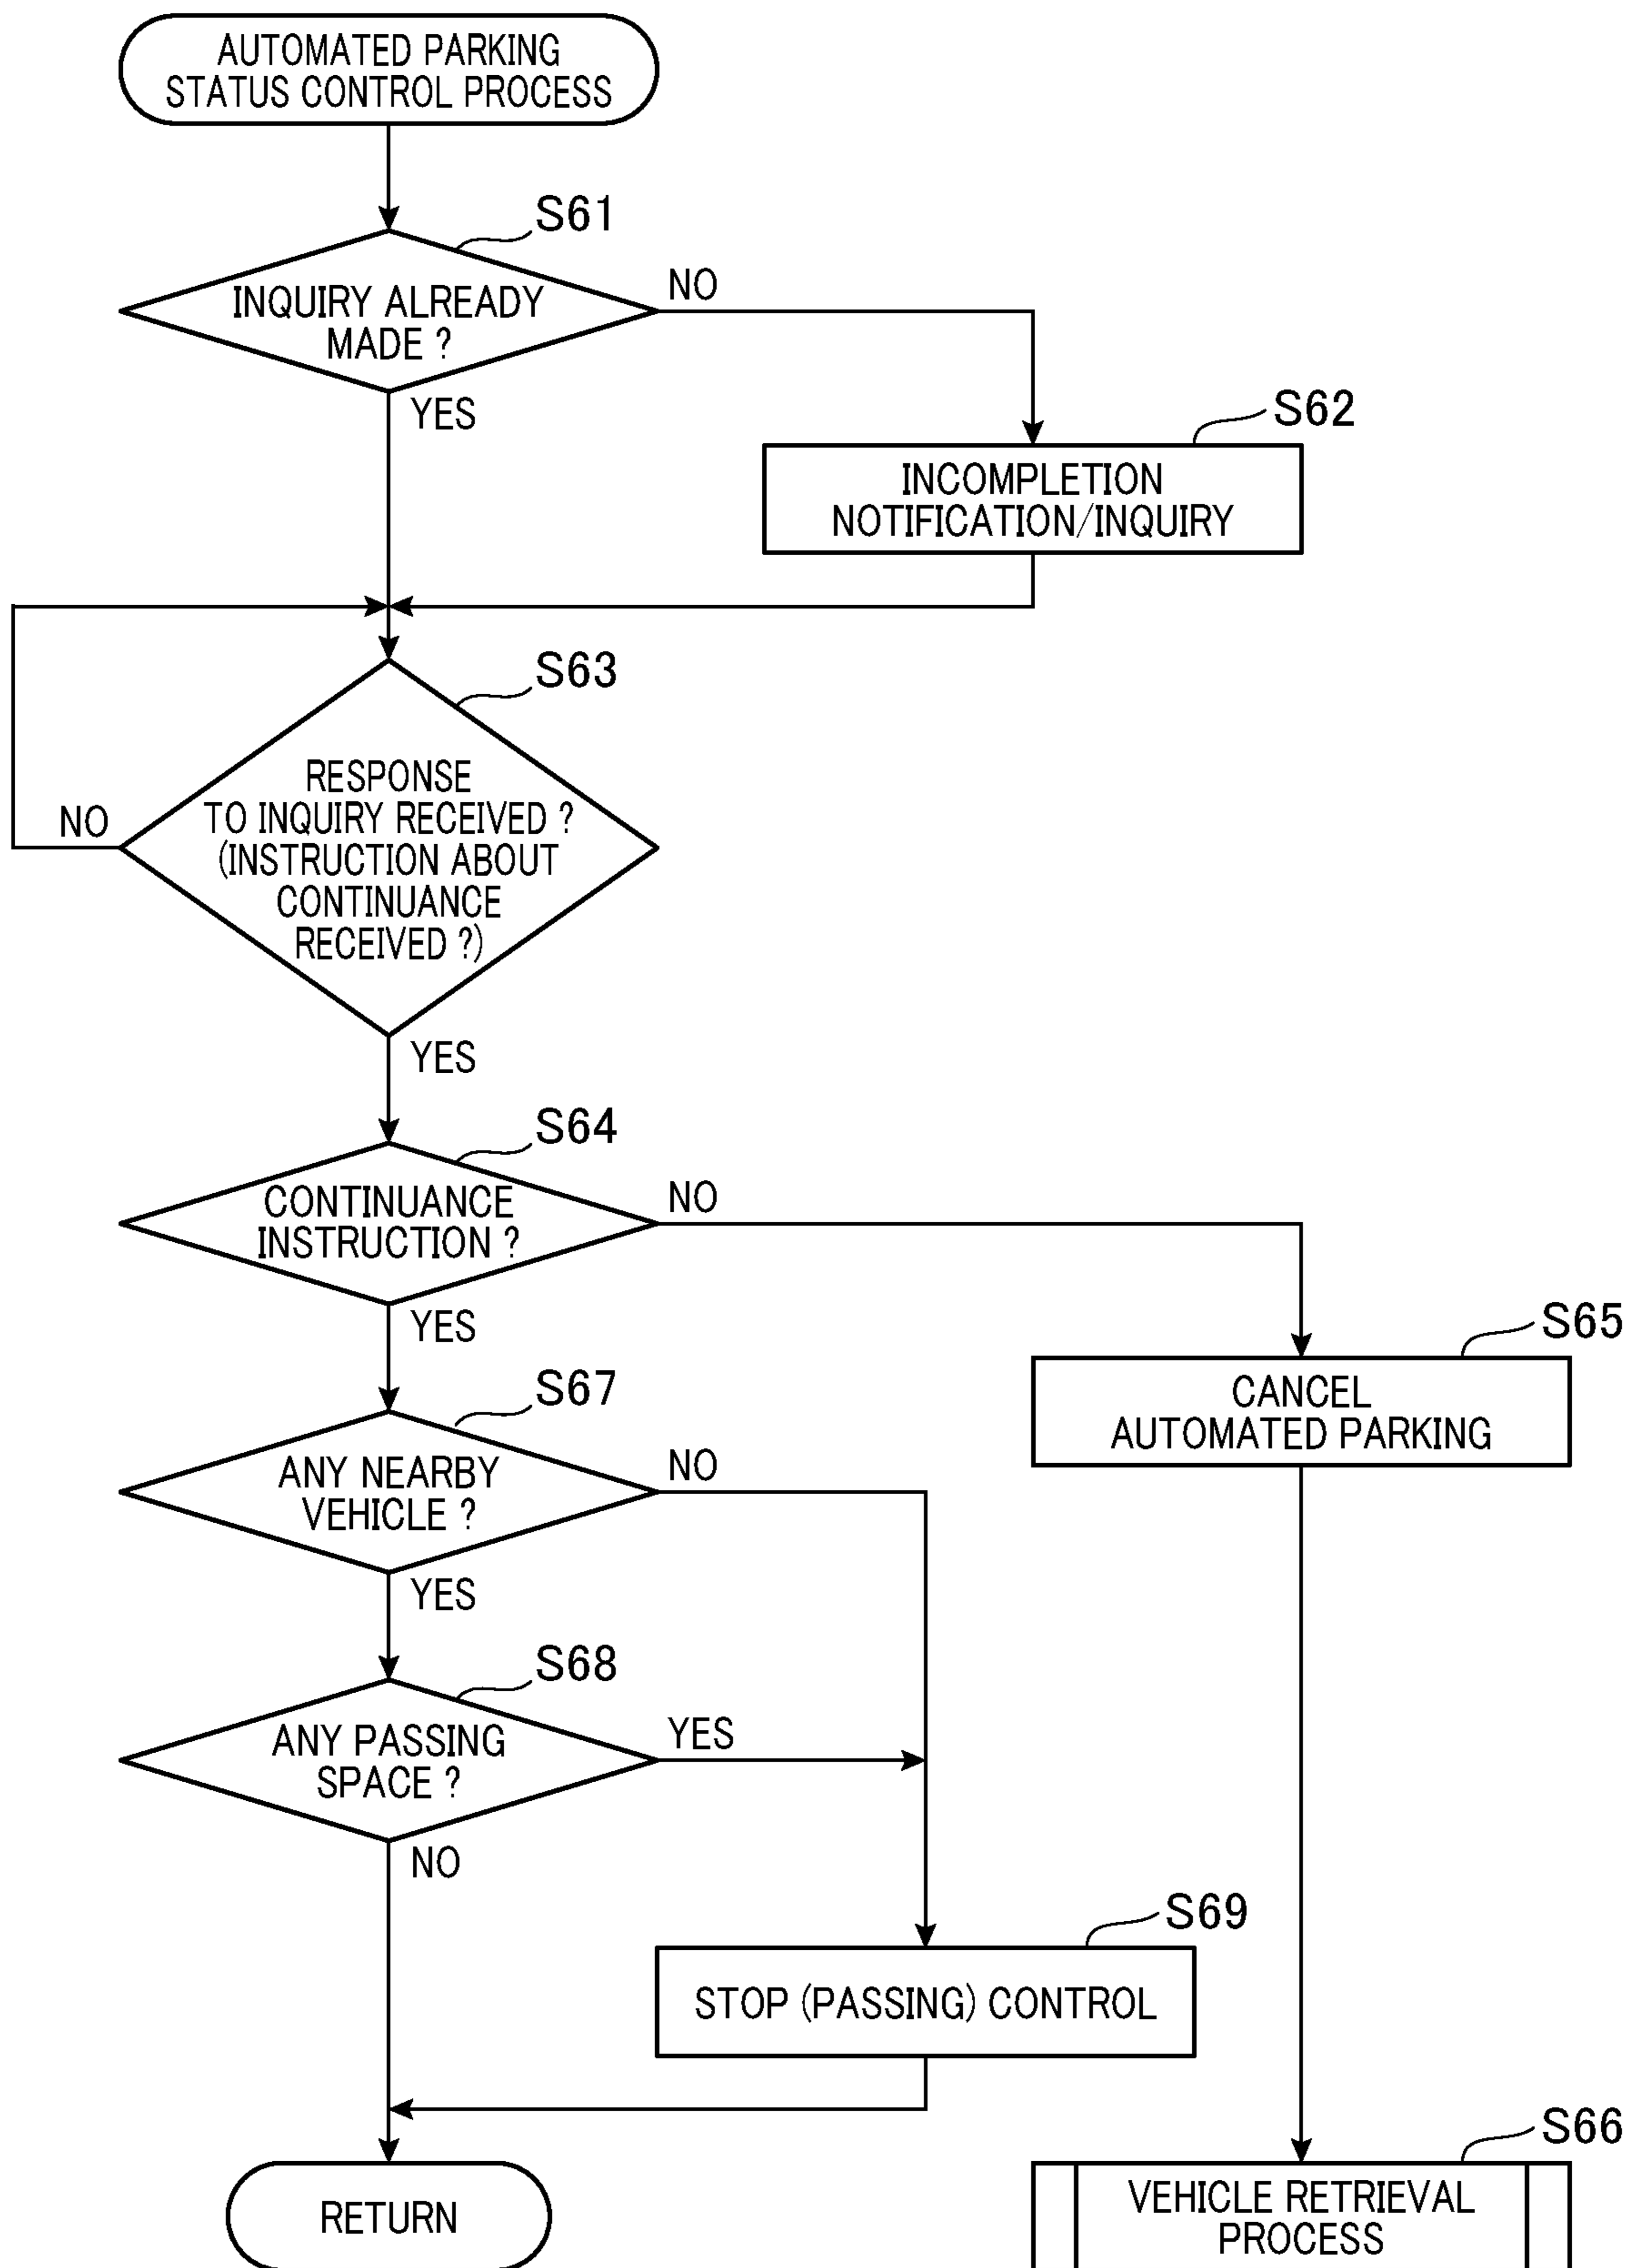 AUTOMATED PARKING
STATUS CONTROL PROCESS
S61
INQUIRY ALREADY
MADE ?
NO
YES
S62
INCOMPLETION
NOTIFICATION/INQUIRY
S63
RESPONSE
TO INQUIRY RECEIVED ?
(INSTRUCTION ABOUT
CONTINUANCE
RECEIVED ?)
NO
YES
S64
CONTINUANCE
INSTRUCTION ?
NO
YES
S65
CANCEL
AUTOMATED PARKING
S67
ANY NEARBY
VEHICLE ?
NO
YES
S68
ANY PASSING
SPACE ?
YES
NO
S69
STOP (PASSING) CONTROL
S66
VEHICLE RETRIEVAL
PROCESS
RETURN